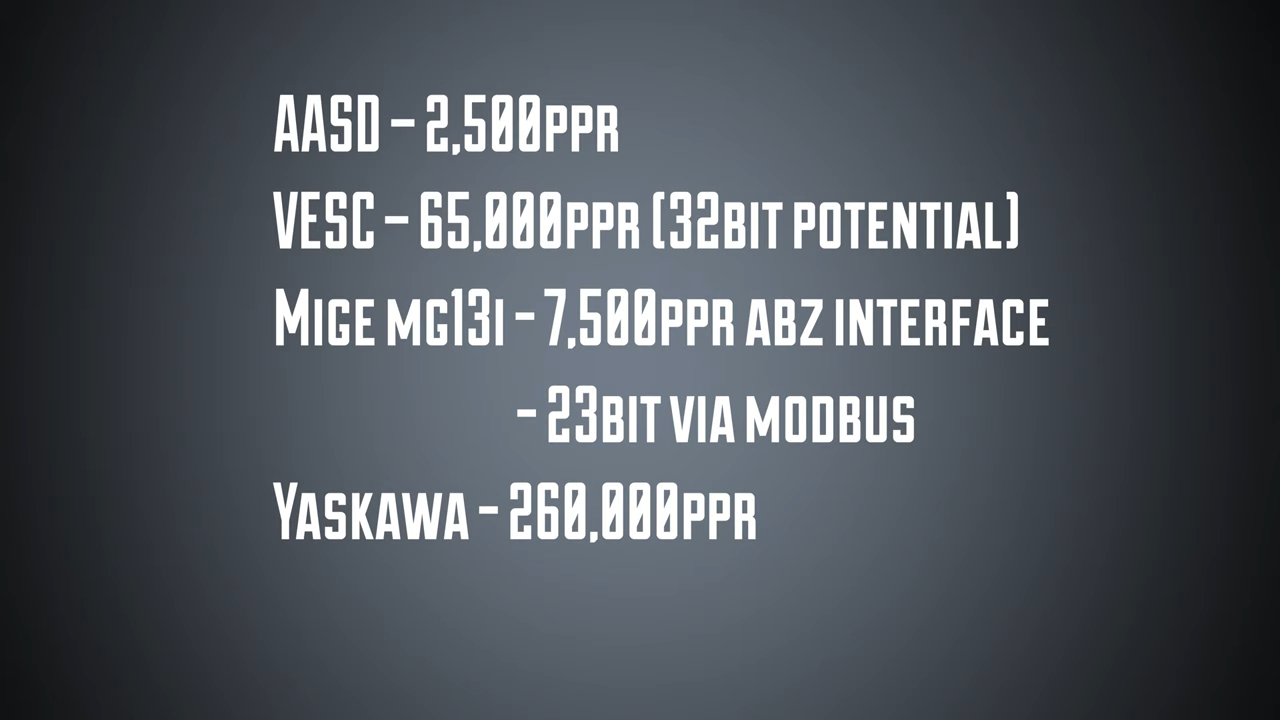 AASD – 2,500PPR
VESC – 65,000PPR (32BIT POTENTIAL)
MIGE MG13I – 7,500PPR ABZ INTERFACE
– 23BIT VIA MODBUS
YASKAWA – 260,000PPR